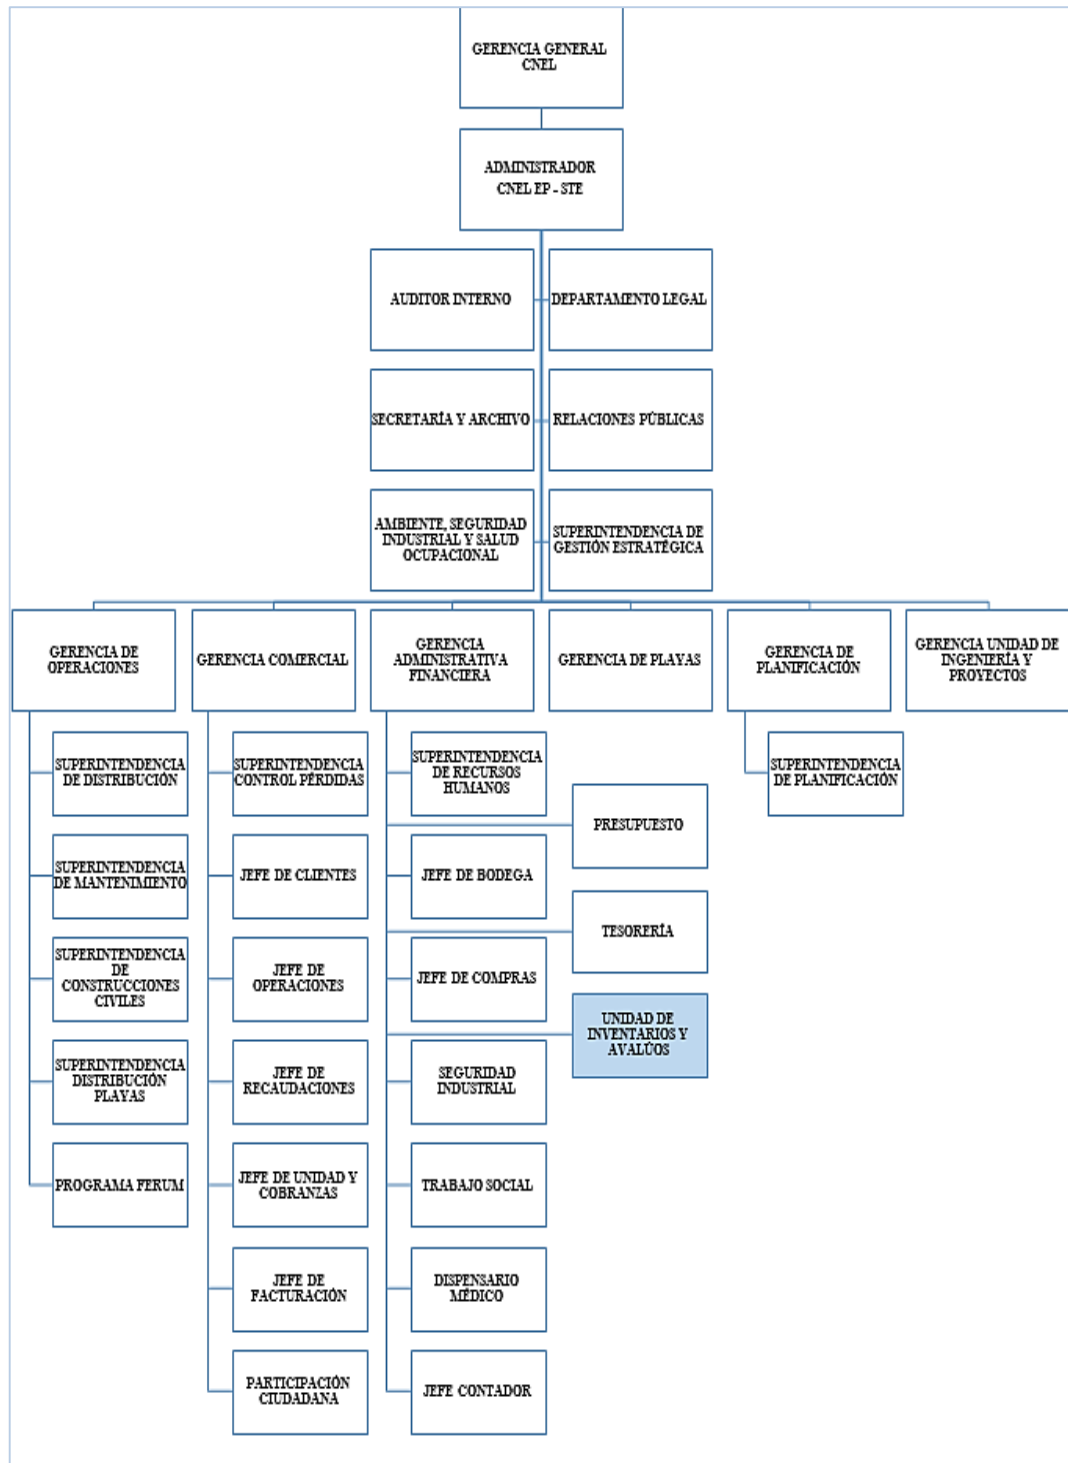 GERENCIA GENERAL
CNEL
ADMINISTRADOR
CNEL EP - STE
AUDITOR INTERNO
DEPARTAMENTO LEGAL
SECRETARÍA Y ARCHIVO
RELACIONES PÚBLICAS
AMBIENTE, SEGURIDAD
INDUSTRIAL Y SALUD
OCUPACIONAL
SUPERINTENDENCIA DE
GESTIÓN ESTRATÉGICA
GERENCIA DE
OPERACIONES
GERENCIA COMERCIAL
GERENCIA
ADMINISTRATIVA
FINANCIERA
GERENCIA DE PLAYAS
GERENCIA DE
PLANIFICACIÓN
GERENCIA UNIDAD DE
INGENIERÍA Y
PROYECTOS
SUPERINTENDENCIA
DE DISTRIBUCIÓN
SUPERINTENDENCIA
DE MANTENIMIENTO
SUPERINTENDENCIA
DE
CONSTRUCCIONES
CIVILES
SUPERINTENDENCIA
DISTRIBUCIÓN
PLAYAS
PROGRAMA FERUM
SUPERINTENDENCIA
CONTROL PÉRDIDAS
JEFE DE CLIENTES
JEFE DE
OPERACIONES
JEFE DE
RECAUDACIONES
JEFE DE UNIDAD Y
COBRANZAS
JEFE DE
FACTURACIÓN
PARTICIPACIÓN
CIUDADANA
SUPERINTENDENCIA
DE RECURSOS
HUMANOS
PRESUPUESTO
JEFE DE BODEGA
TESORERÍA
JEFE DE COMPRAS
UNIDAD DE
INVENTARIOS Y
AVALÚOS
SEGURIDAD
INDUSTRIAL
TRABAJO SOCIAL
DISPENSARIO
MÉDICO
JEFE CONTADOR
SUPERINTENDENCIA
DE PLANIFICACIÓN